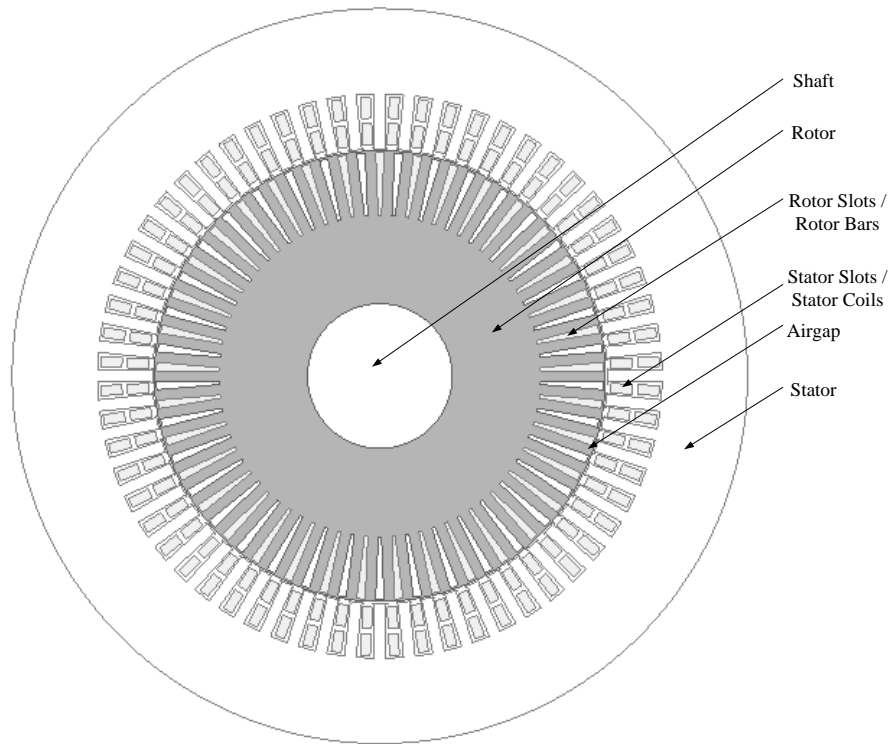 Shaft
Rotor
Rotor Slots /
Rotor Bars
Stator Slots /
Stator Coils
Airgap
Stator